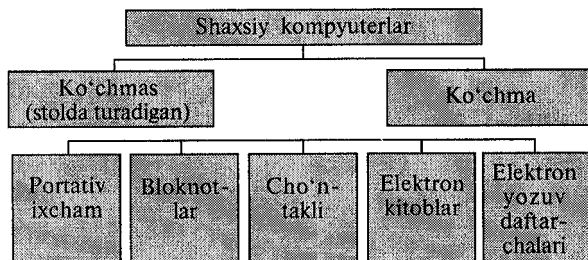 Shaxsiy kompyuterlar
Ko‘chmas
(stolda turadigan)
Ko‘chma
Portativ
ixcham
Bloknot-
lar
Cho‘n-
takli
Elektron
kitoblar
Elektron
yozuv
daftar-
chalari